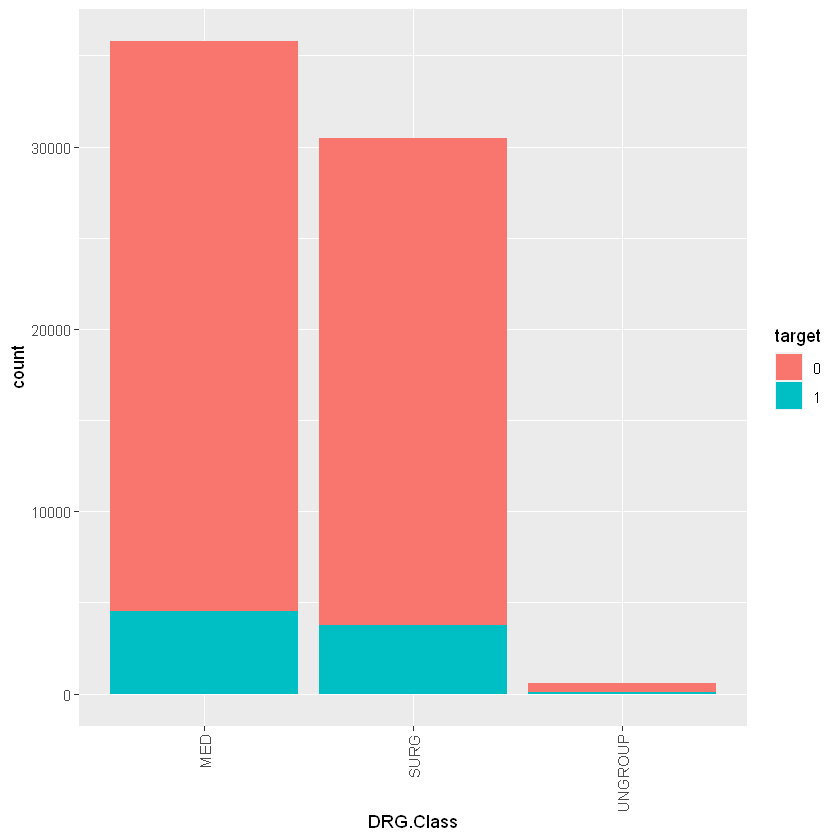 count
30000
20000
10000
0
MED
SURG
UNGROUP
DRG.Class
target
0
1